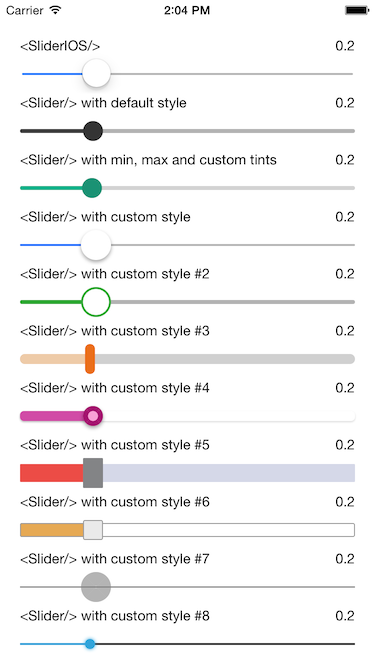 Carrier 2:04 PM
<SliderIOS/> 0.2
<Slider/> with default style 0.2
<Slider/> with min, max and custom tints 0.2
<Slider/> with custom style 0.2
<Slider/> with custom style #2 0.2
<Slider/> with custom style #3 0.2
<Slider/> with custom style #4 0.2
<Slider/> with custom style #5 0.2
<Slider/> with custom style #6 0.2
<Slider/> with custom style #7 0.2
<Slider/> with custom style #8 0.2